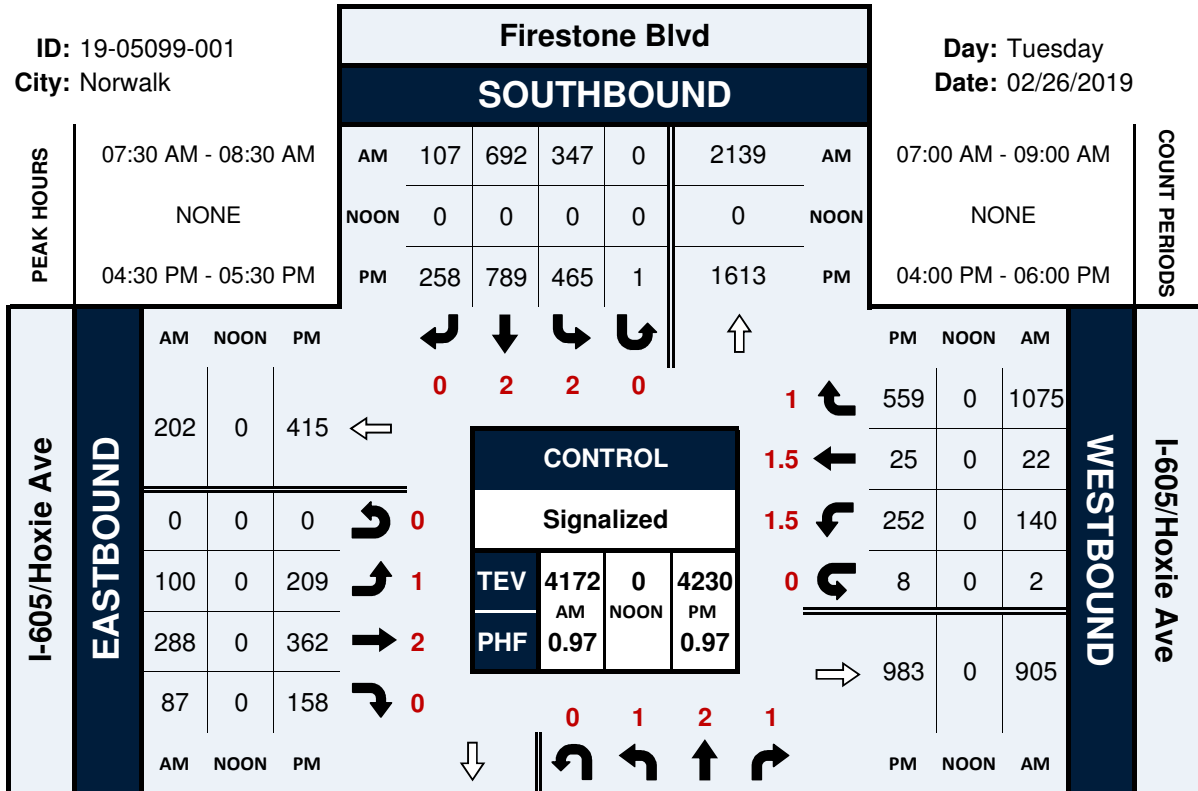 ID: 19-05099-001
City: Norwalk
Firestone Blvd
SOUTHBOUND
Day: Tuesday
Date: 02/26/2019
PEAK HOURS
07:30 AM - 08:30 AM
NONE
04:30 PM - 05:30 PM
AM 107 692 347 0 2139 AM
NOON 0 0 0 0 0 NOON
PM 258 789 465 1 1613 PM
07:00 AM - 09:00 AM
NONE
04:00 PM - 06:00 PM
COUNT PERIODS
0 2 2 0
I-605/Hoxie Ave
EASTBOUND
AM NOON PM
202 0 415
0 0 0 0
100 0 209 1
288 0 362 2
87 0 158 0
AM NOON PM
CONTROL
Signalized
TEV 4172 0 4230
AM NOON PM
PHF 0.97 0.97
PM NOON AM
1 559 0 1075
1.5 25 0 22
1.5 252 0 140
0 8 0 2
983 0 905
PM NOON AM
WESTBOUND
I-605/Hoxie Ave
0 1 2 1